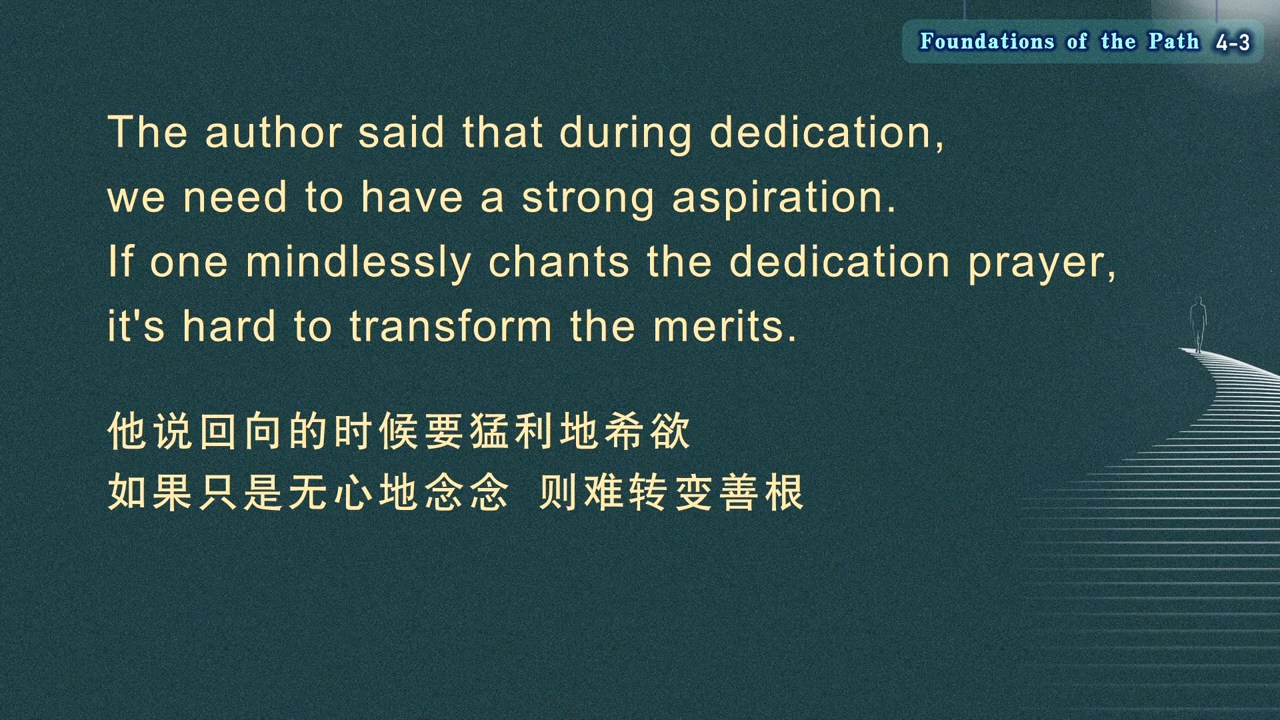 Foundations of the Path 4-3
The author said that during dedication,
we need to have a strong aspiration.
If one mindlessly chants the dedication prayer,
it's hard to transform the merits.
他说回向的时候要猛利地希欲
如果只是无心地念念 则难转变善根